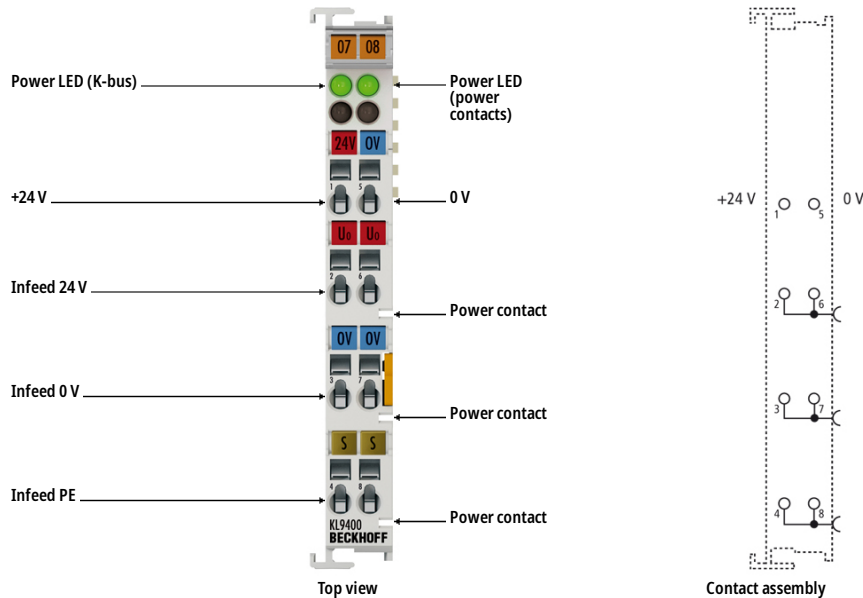 07 08
Power LED (K-bus)
Power LED
(power
contacts)
24V 0V
1 5
+24 V
0 V
U₀ U₀
2 6
Infeed 24 V
Power contact
0V 0V
3 7
Infeed 0 V
Power contact
S S
4 8
Infeed PE
Power contact
KL9400
BECKHOFF
Top view
+24 V
0 V
1 5
2 6
3 7
4 8
Contact assembly